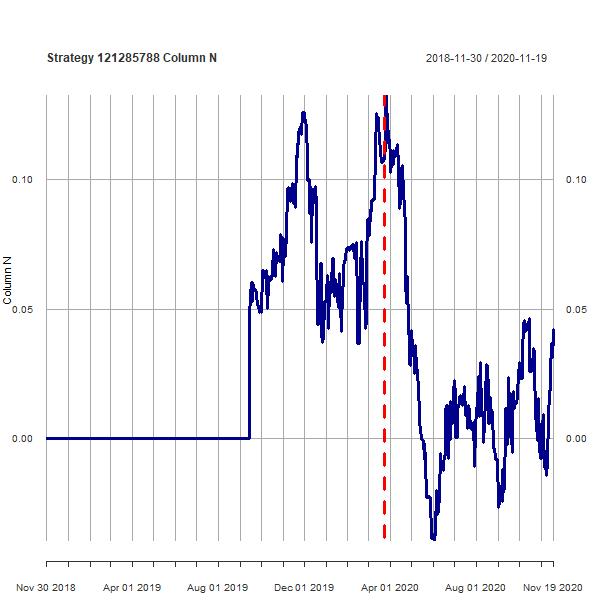 Strategy 121285788 Column N
2018-11-30 / 2020-11-19
Column N
0.10
0.10
0.05
0.05
0.00
0.00
Nov 30 2018
Apr 01 2019
Aug 01 2019
Dec 01 2019
Apr 01 2020
Aug 01 2020
Nov 19 2020